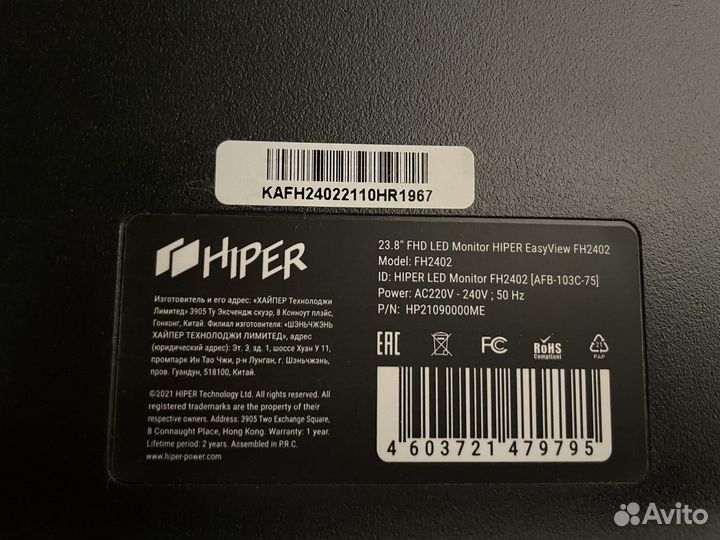 KAFH24022110HR1967
HIPER
23.8" FHD LED Monitor HIPER EasyView FH2402
Model: FH2402
ID: HIPER LED Monitor FH2402 [AFB-103C-75]
Power: AC220V - 240V ; 50 Hz
P/N: HP21090000ME
Изготовитель и его адрес: «ХАЙПЕР Технолоджи
Лимитед» 3905 Ту Эксчендж скуэр, 8 Конноут плэйс,
Гонконг, Китай. Филиал изготовителя: «ШЭНЬЧЖЭНЬ
ХАЙПЕР ТЕХНОЛОДЖИ ЛИМИТЕД», адрес
(юридический адрес): Эт. 3, зд. 1, шоссе Хуан У 11,
промпарк Ин Тао Чжи, р-н Лунган, г. Шэньчжэнь,
пров. Гуандун, 518100, Китай.
EAC
FC
RoHS
Compliant
21
PAP
©2021 HIPER Technology Ltd. All rights reserved. All
registered trademarks are the property of their
respective owners. Address: 3905 Two Exchange Square,
8 Connaught Place, Hong Kong. Warranty: 1 year.
Lifetime period: 2 years. Assembled in P.R.C.
www.hiper-power.com
4 603721 479795
Avito